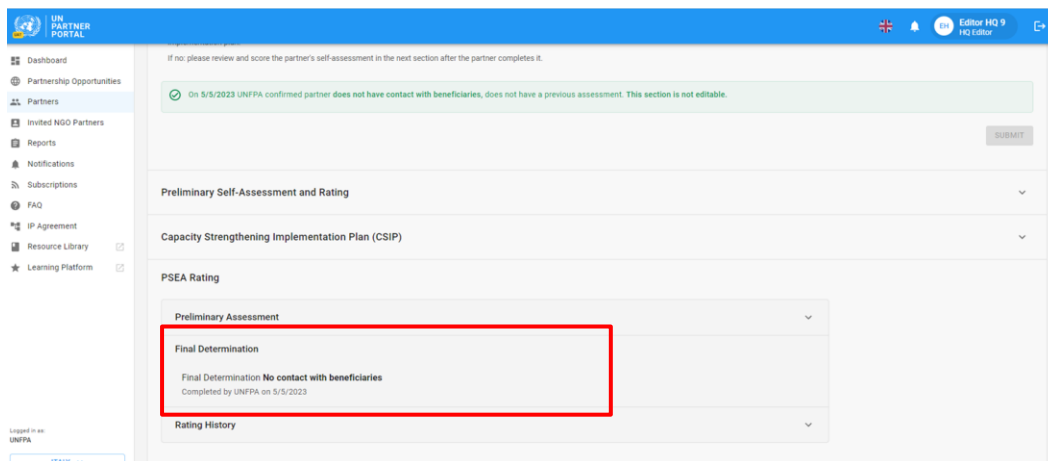 UN
PARTNER
PORTAL
EH
Editor HQ 9
HQ Editor
Dashboard
Partnership Opportunities
Partners
Invited NGO Partners
Reports
Notifications
Subscriptions
FAQ
IP Agreement
Resource Library
Learning Platform
Logged in as:
UNFPA
If no: please review and score the partner's self-assessment in the next section after the partner completes it.
On 5/5/2023 UNFPA confirmed partner does not have contact with beneficiaries, does not have a previous assessment. This section is not editable.
SUBMIT
Preliminary Self-Assessment and Rating
Capacity Strengthening Implementation Plan (CSIP)
PSEA Rating
Preliminary Assessment
Final Determination
Final Determination No contact with beneficiaries
Completed by UNFPA on 5/5/2023
Rating History